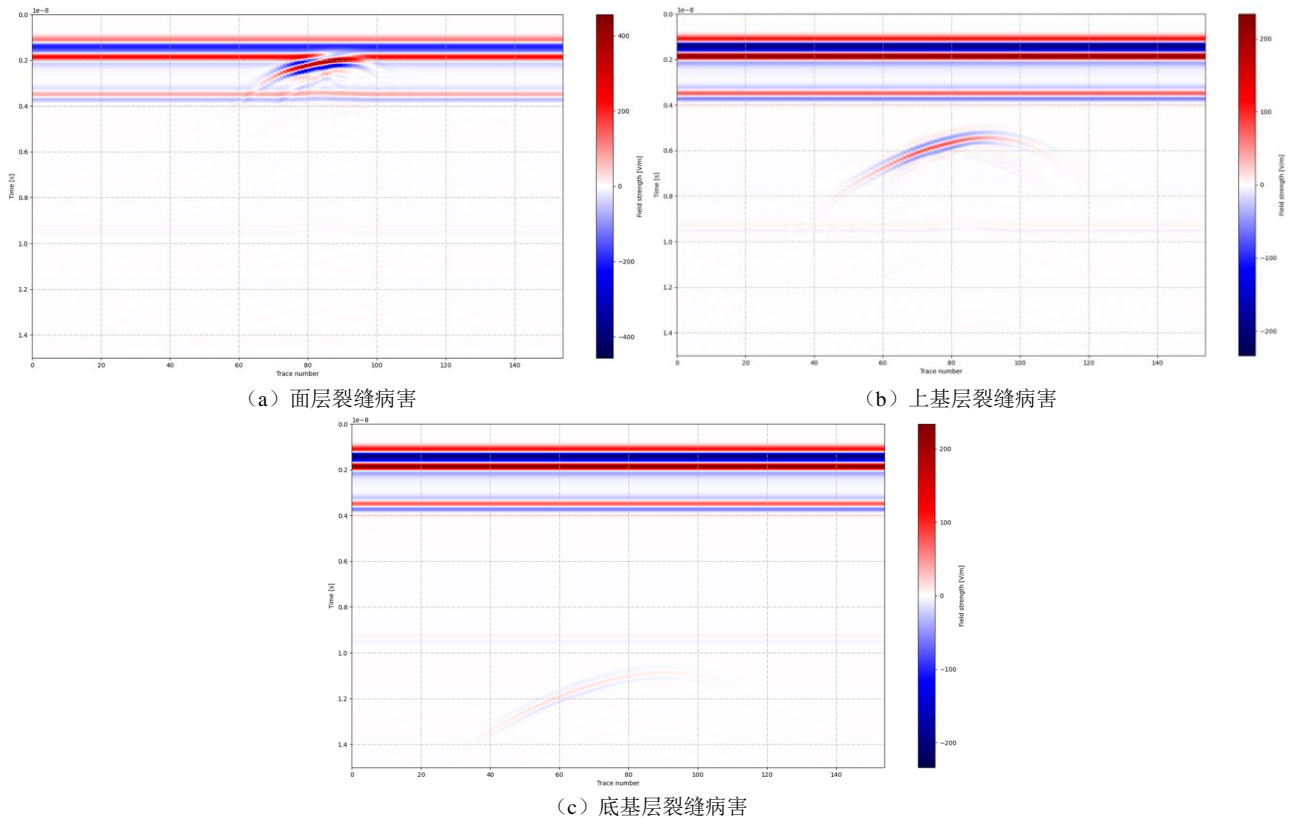 1e−8
0.0
0.2
0.4
0.6
0.8
1.0
1.2
1.4
Time [s]
0 20 40 60 80 100 120 140
Trace number
400
200
0
−200
−400
Field strength [V/m]
(a)面层裂缝病害
1e−8
0.0
0.2
0.4
0.6
0.8
1.0
1.2
1.4
Time [s]
0 20 40 60 80 100 120 140
Trace number
200
100
0
−100
−200
Field strength [V/m]
(b)上基层裂缝病害
1e−8
0.0
0.2
0.4
0.6
0.8
1.0
1.2
1.4
Time [s]
0 20 40 60 80 100 120 140
Trace number
200
100
0
−100
−200
Field strength [V/m]
(c)底基层裂缝病害